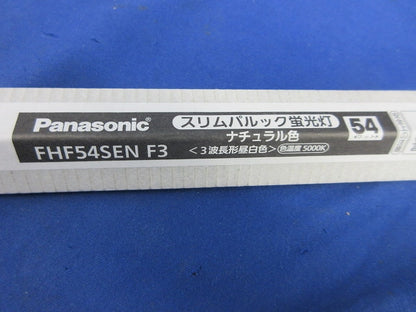 Panasonic®
スリムパルック蛍光灯
54
ナチュラル色
FHF54SEN F3
<3波長形昼白色> 色温度 5000K